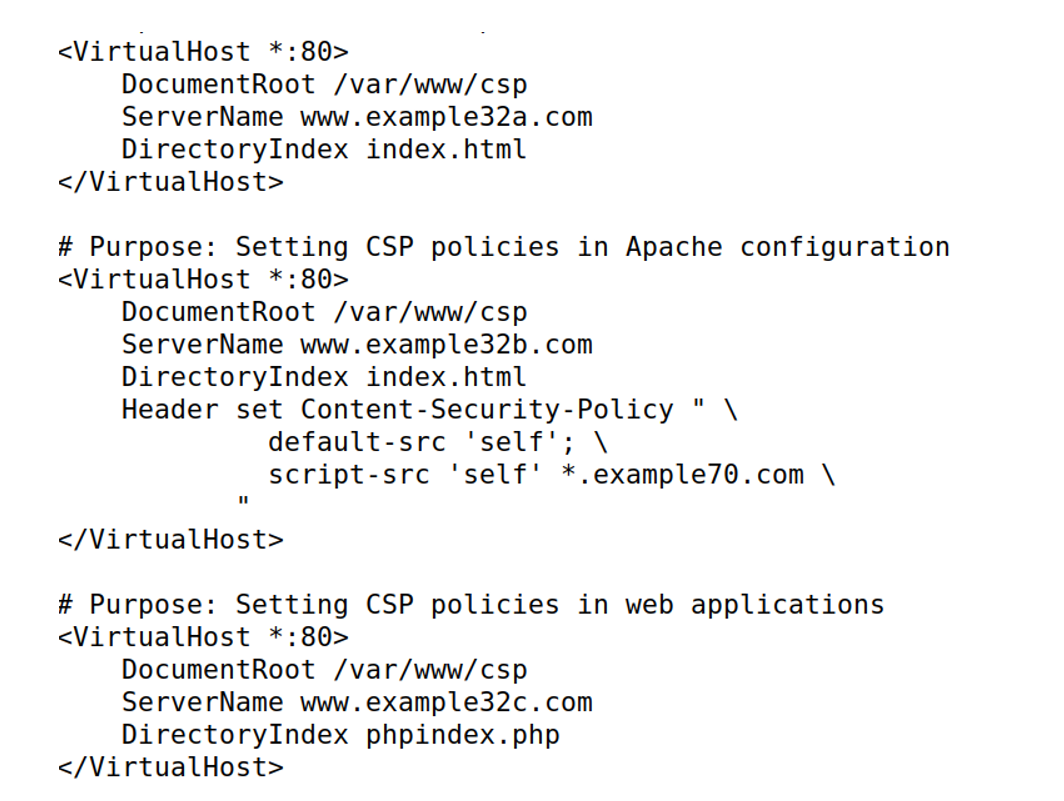 <VirtualHost *:80>
    DocumentRoot /var/www/csp
    ServerName www.example32a.com
    DirectoryIndex index.html
</VirtualHost>

# Purpose: Setting CSP policies in Apache configuration
<VirtualHost *:80>
    DocumentRoot /var/www/csp
    ServerName www.example32b.com
    DirectoryIndex index.html
    Header set Content-Security-Policy " \
             default-src 'self'; \
             script-src 'self' *.example70.com \
           "
</VirtualHost>

# Purpose: Setting CSP policies in web applications
<VirtualHost *:80>
    DocumentRoot /var/www/csp
    ServerName www.example32c.com
    DirectoryIndex phpindex.php
</VirtualHost>